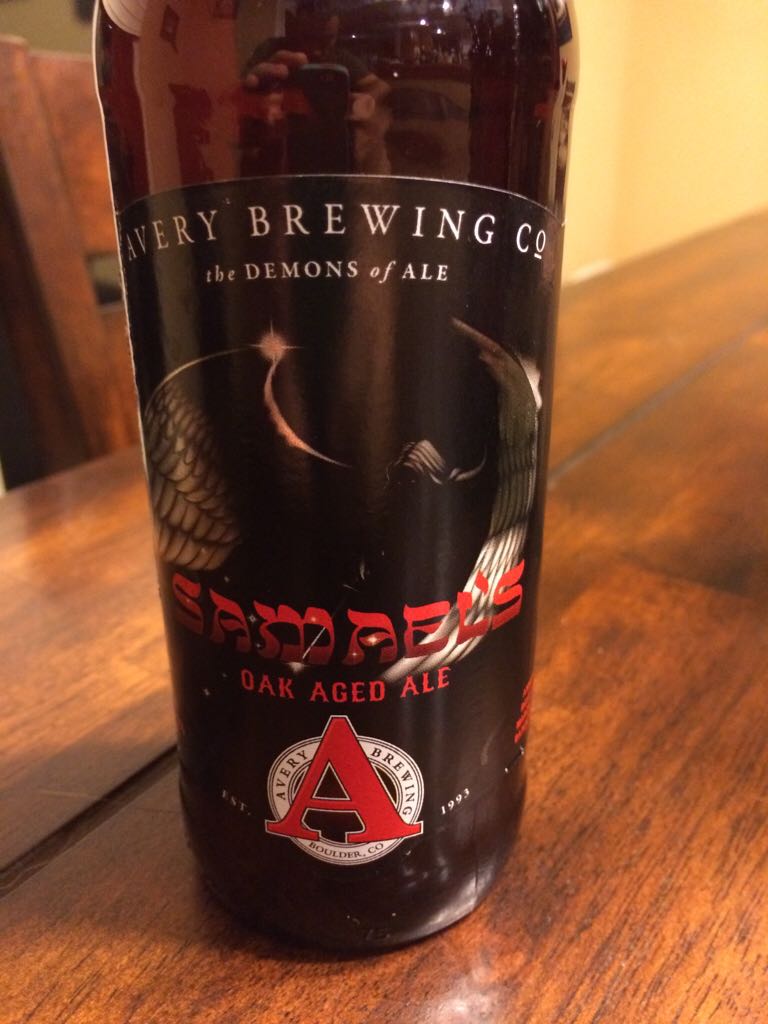 AVERY BREWING Cº
the DEMONS of ALE
SAMAEL'S
OAK AGED ALE
AVERY BREWING
A
EST. 1993
BOULDER, CO